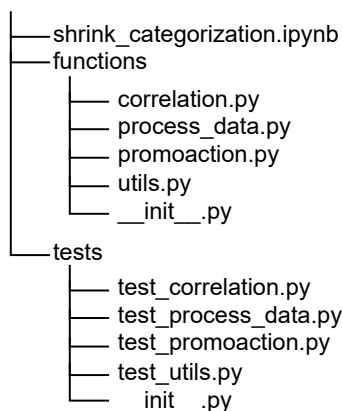 shrink_categorization.ipynb
functions
correlation.py
process_data.py
promoaction.py
utils.py
__init__.py
tests
test_correlation.py
test_process_data.py
test_promoaction.py
test_utils.py
__init__.py